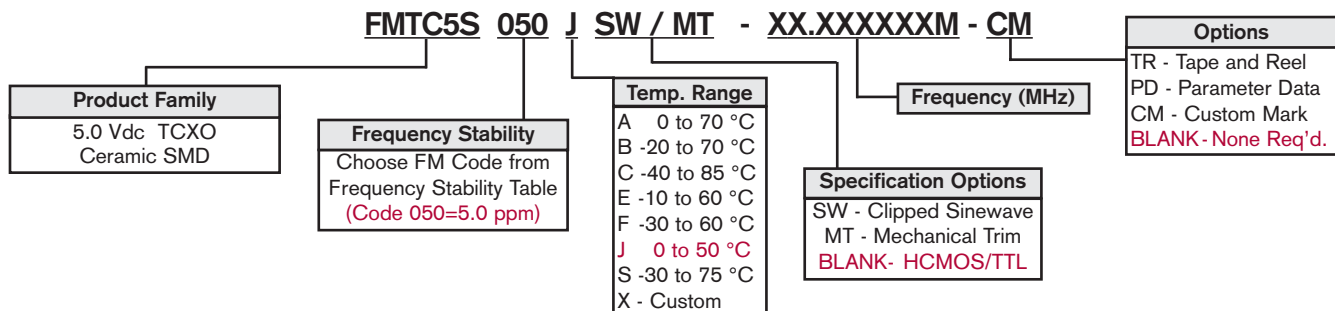 FMTC5S 050 J SW / MT - XX.XXXXXXM - CM
Product Family
5.0 Vdc TCXO
Ceramic SMD
Frequency Stability
Choose FM Code from
Frequency Stability Table
(Code 050=5.0 ppm)
Temp. Range
A 0 to 70 °C
B -20 to 70 °C
C -40 to 85 °C
E -10 to 60 °C
F -30 to 60 °C
J 0 to 50 °C
S -30 to 75 °C
X - Custom
Specification Options
SW - Clipped Sinewave
MT - Mechanical Trim
BLANK- HCMOS/TTL
Frequency (MHz)
Options
TR - Tape and Reel
PD - Parameter Data
CM - Custom Mark
BLANK - None Req'd.